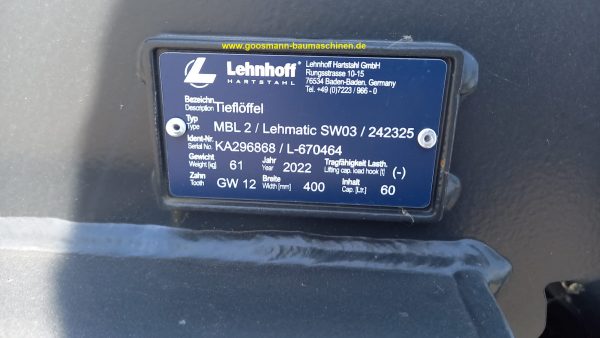 www.goosmann-baumaschinen.de
Lehnhoff®
HARTSTAHL
Lehnhoff Hartstahl GmbH
Rungsstrasse 10-15
76534 Baden-Baden, Germany
Tel. +49 (0)7223 / 966 - 0
Bezeichn.
Description Tieflöffel
Typ
Type MBL 2 / Lehmatic SW03 / 242325
Ident-Nr.
Serial No. KA296868 / L-670464
Gewicht Jahr Tragfähigkeit Lasth.
Weight [kg] 61 Year 2022 Lifting cap. load hook [t] (-)
Zahn Breite Inhalt
Tooth GW 12 Width [mm] 400 Cap. [Ltr.] 60